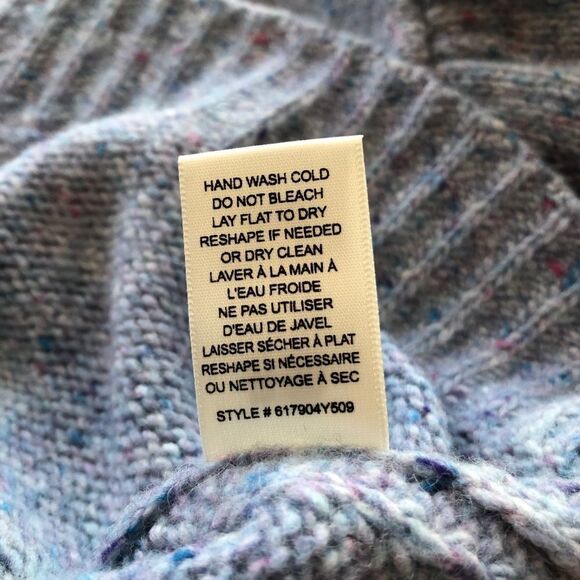 HAND WASH COLD
DO NOT BLEACH
LAY FLAT TO DRY
RESHAPE IF NEEDED
OR DRY CLEAN
LAVER À LA MAIN À
L'EAU FROIDE
NE PAS UTILISER
D'EAU DE JAVEL
LAISSER SÉCHER À PLAT
RESHAPE SI NÉCESSAIRE
OU NETTOYAGE À SEC
STYLE # 617904Y509